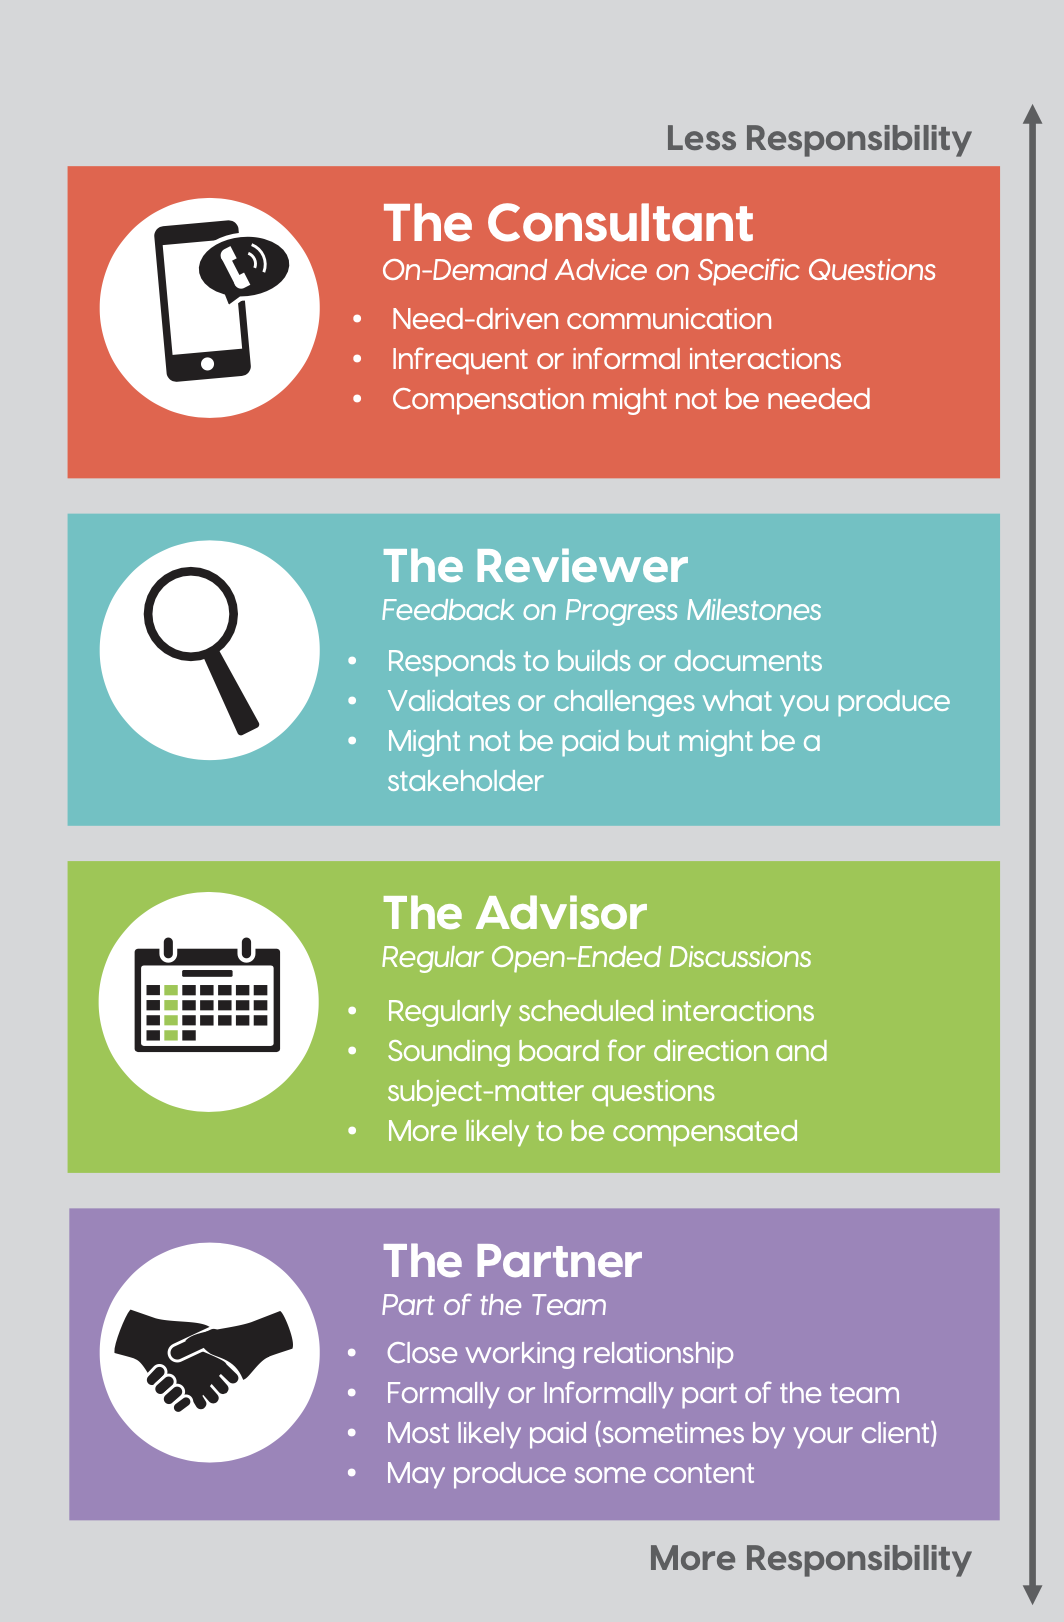 Less Responsibility
The Consultant
On-Demand Advice on Specific Questions
• Need-driven communication
• Infrequent or informal interactions
• Compensation might not be needed
The Reviewer
Feedback on Progress Milestones
• Responds to builds or documents
• Validates or challenges what you produce
• Might not be paid but might be a
stakeholder
The Advisor
Regular Open-Ended Discussions
• Regularly scheduled interactions
• Sounding board for direction and
subject-matter questions
• More likely to be compensated
The Partner
Part of the Team
• Close working relationship
• Formally or Informally part of the team
• Most likely paid (sometimes by your client)
• May produce some content
More Responsibility